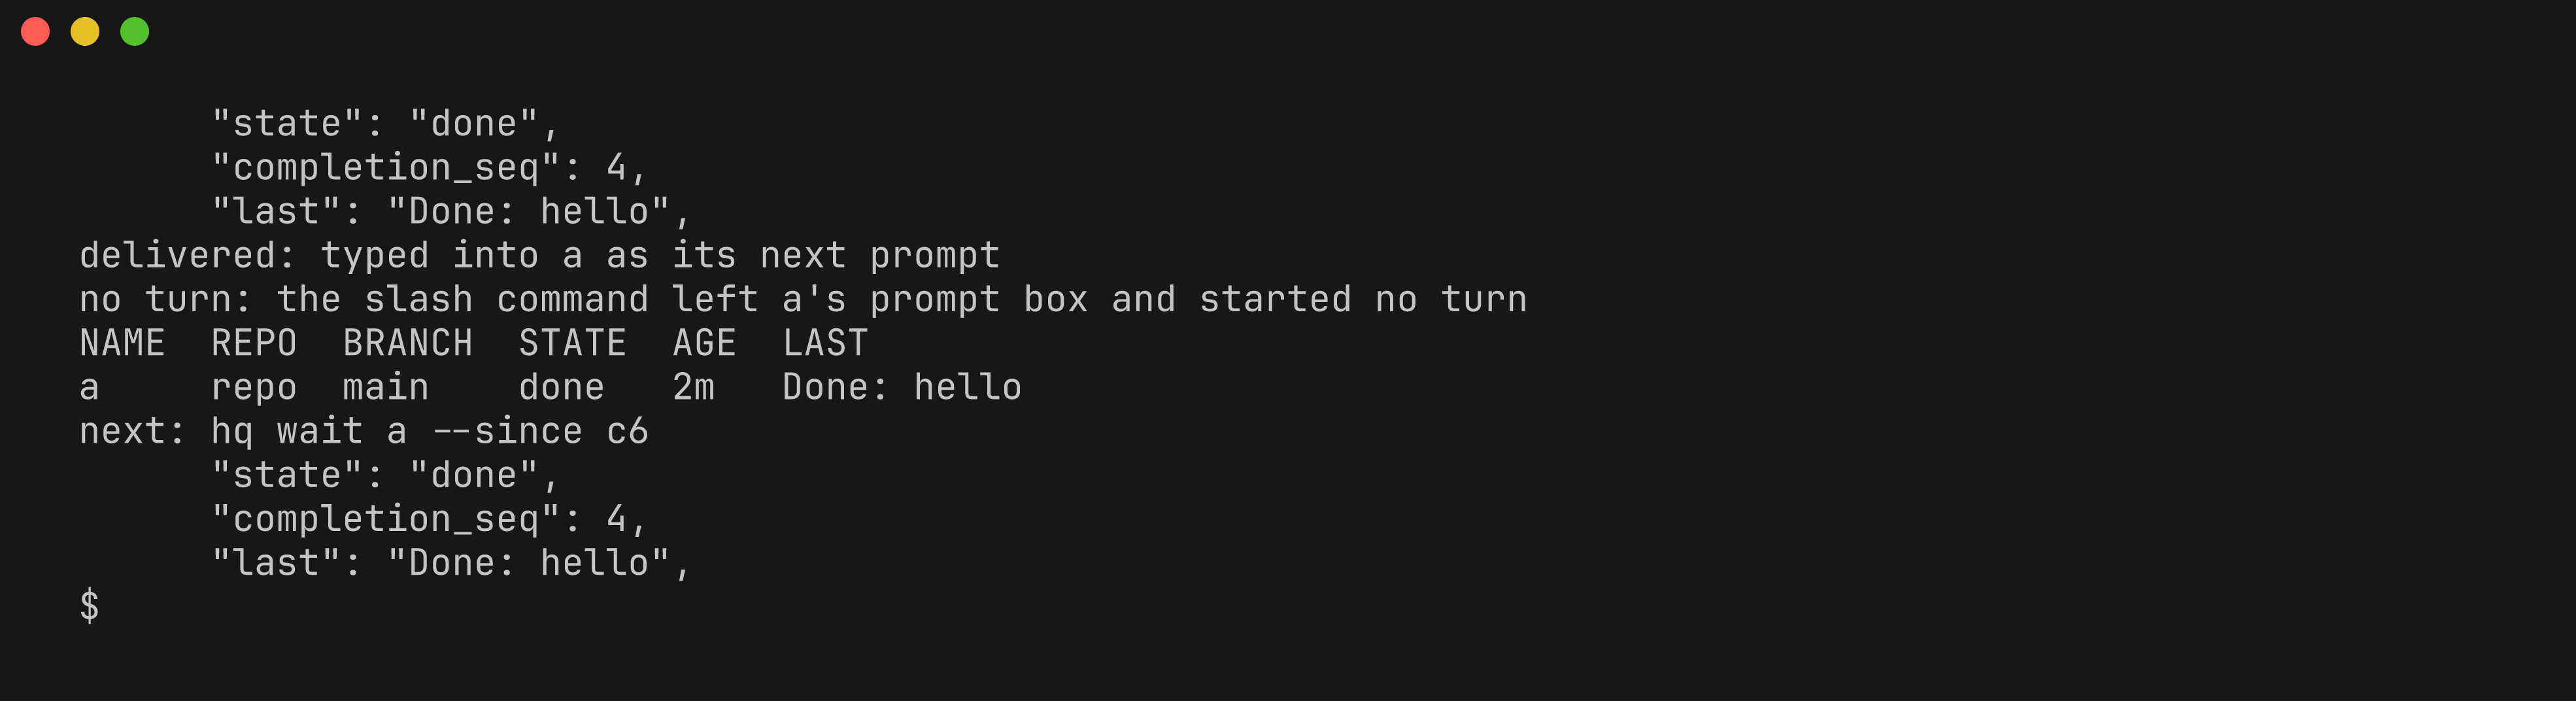 "state": "done",
"completion_seq": 4,
"last": "Done: hello",
delivered: typed into a as its next prompt
no turn: the slash command left a's prompt box and started no turn
NAME  REPO  BRANCH  STATE  AGE  LAST
a     repo  main    done   2m   Done: hello
next: hq wait a --since c6
"state": "done",
"completion_seq": 4,
"last": "Done: hello",
$